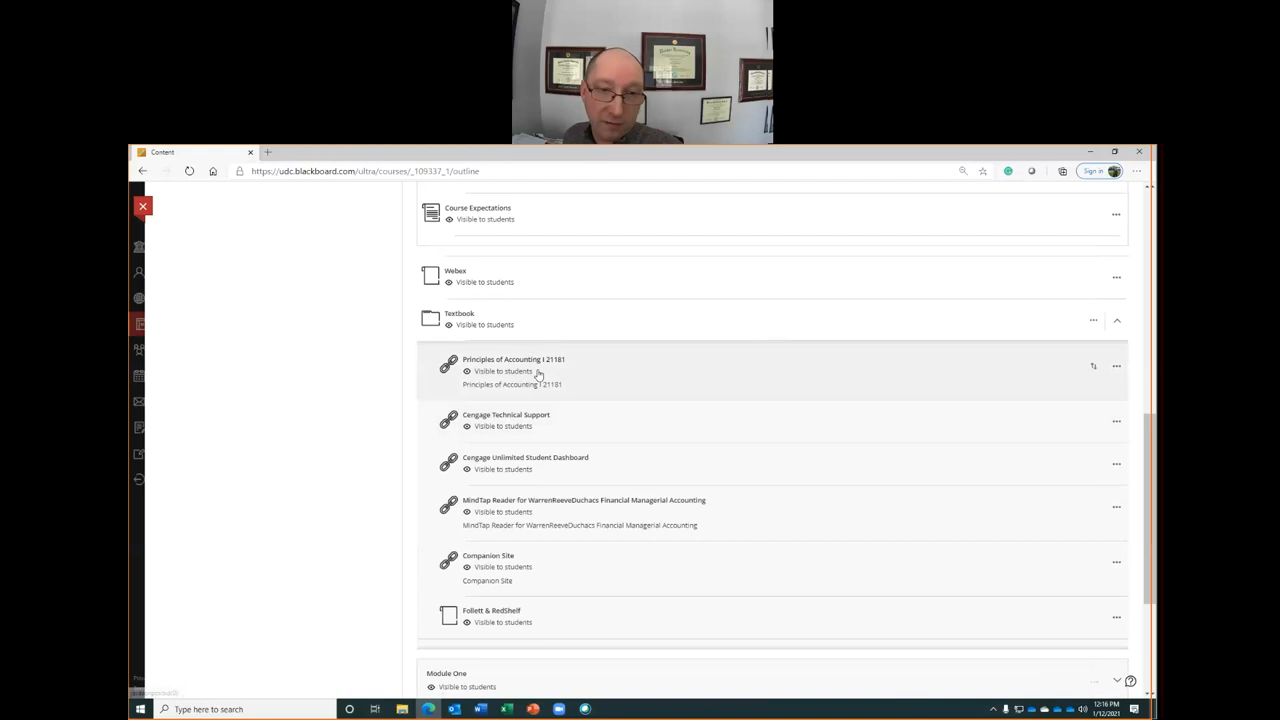 Content
https://udc.blackboard.com/ultra/courses/_109337_1/outline
Sign in
Course Expectations
Visible to students
Webex
Visible to students
Textbook
Visible to students
Principles of Accounting I 21181
Visible to students
Principles of Accounting I 21181
Cengage Technical Support
Visible to students
Cengage Unlimited Student Dashboard
Visible to students
MindTap Reader for WarrenReeveDuchacs Financial Managerial Accounting
Visible to students
MindTap Reader for WarrenReeveDuchacs Financial Managerial Accounting
Companion Site
Visible to students
Companion Site
Follett & RedShelf
Visible to students
Module One
Visible to students
Type here to search
12:16 PM
1/12/2021